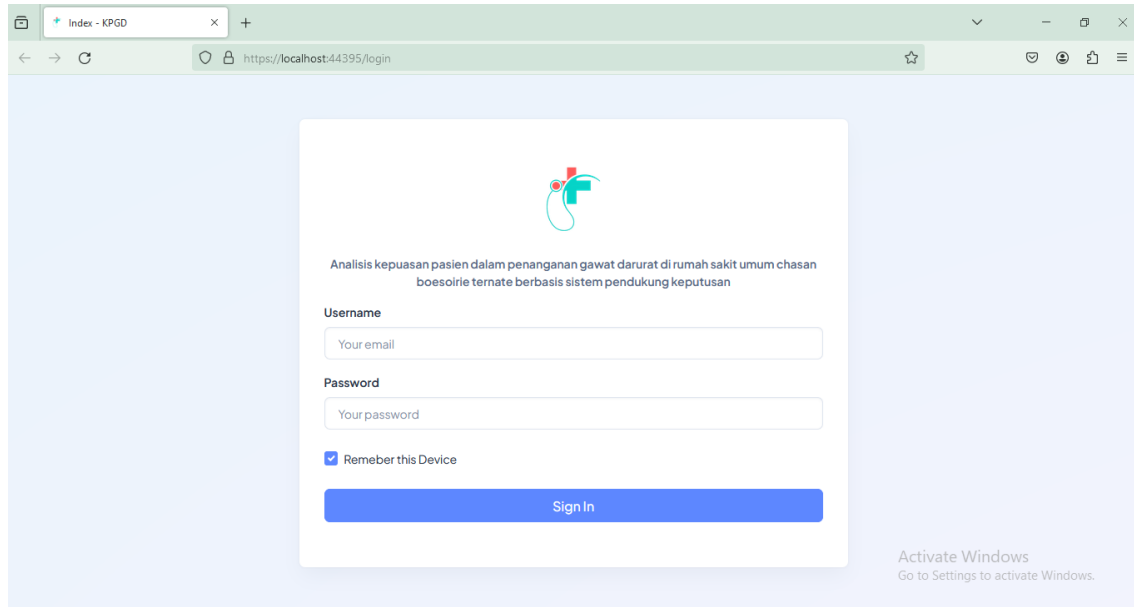 Index - KPGD
https://localhost:44395/login
Analisis kepuasan pasien dalam penanganan gawat darurat di rumah sakit umum chasan
boesoirie ternate berbasis sistem pendukung keputusan
Username
Your email
Password
Your password
Remeber this Device
Sign In
Activate Windows
Go to Settings to activate Windows.